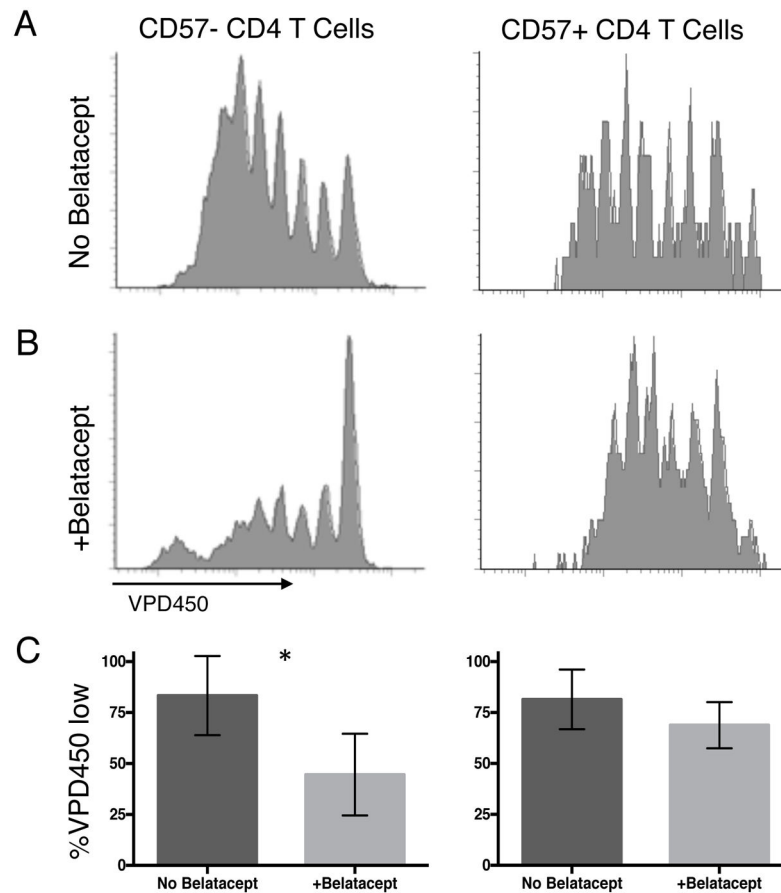 A
CD57- CD4 T Cells
CD57+ CD4 T Cells
No Belatacept
B
+Belatacept
VPD450
C
%VPD450 low
100
75
50
25
0
*
No Belatacept
+Belatacept
100
75
50
25
0
No Belatacept
+Belatacept